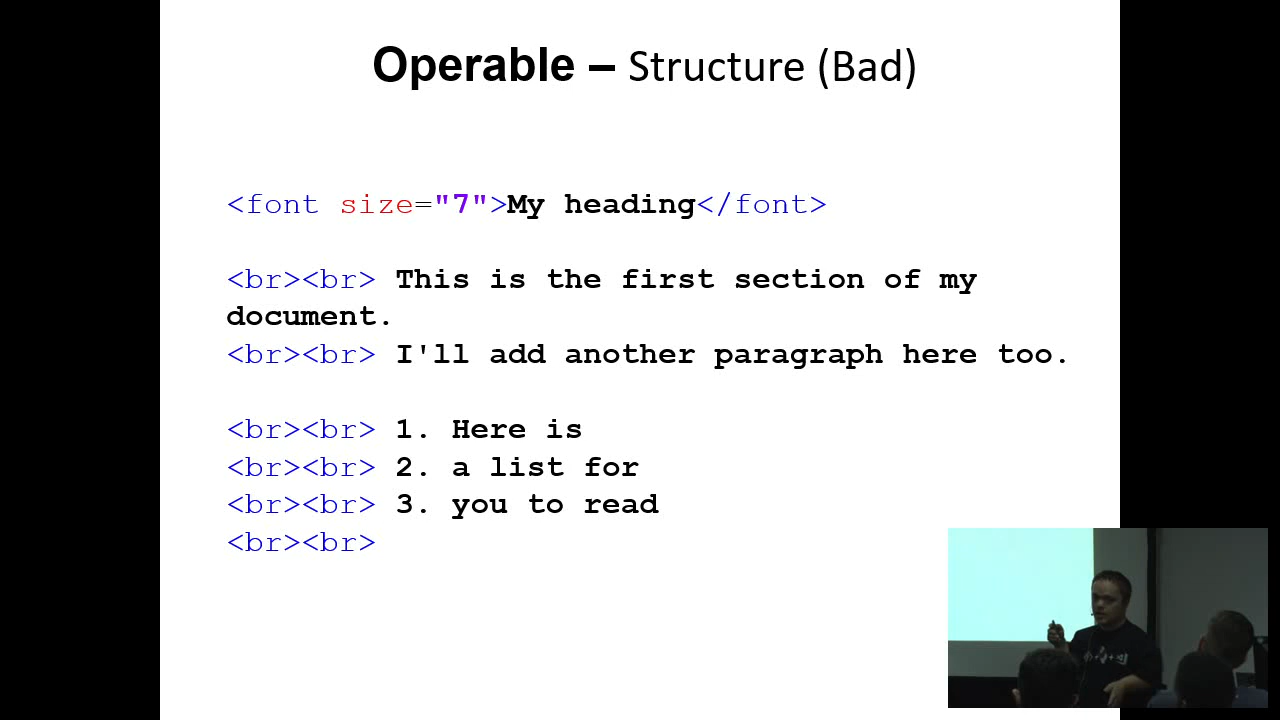 Operable – Structure (Bad)
<font size="7">My heading</font>
<br><br> This is the first section of my
document.
<br><br> I'll add another paragraph here too.
<br><br> 1. Here is
<br><br> 2. a list for
<br><br> 3. you to read
<br><br>